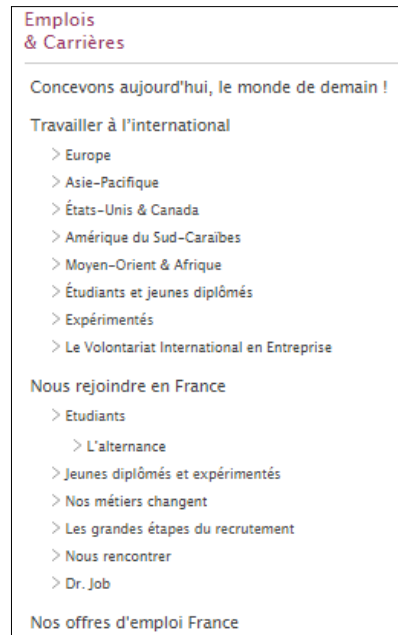 Emplois
& Carrières
Concevons aujourd'hui, le monde de demain !
Travailler à l'international
> Europe
> Asie-Pacifique
> États-Unis & Canada
> Amérique du Sud-Caraïbes
> Moyen-Orient & Afrique
> Étudiants et jeunes diplômés
> Expérimentés
> Le Volontariat International en Entreprise
Nous rejoindre en France
> Etudiants
> L'alternance
> Jeunes diplômés et expérimentés
> Nos métiers changent
> Les grandes étapes du recrutement
> Nous rencontrer
> Dr. Job
Nos offres d'emploi France